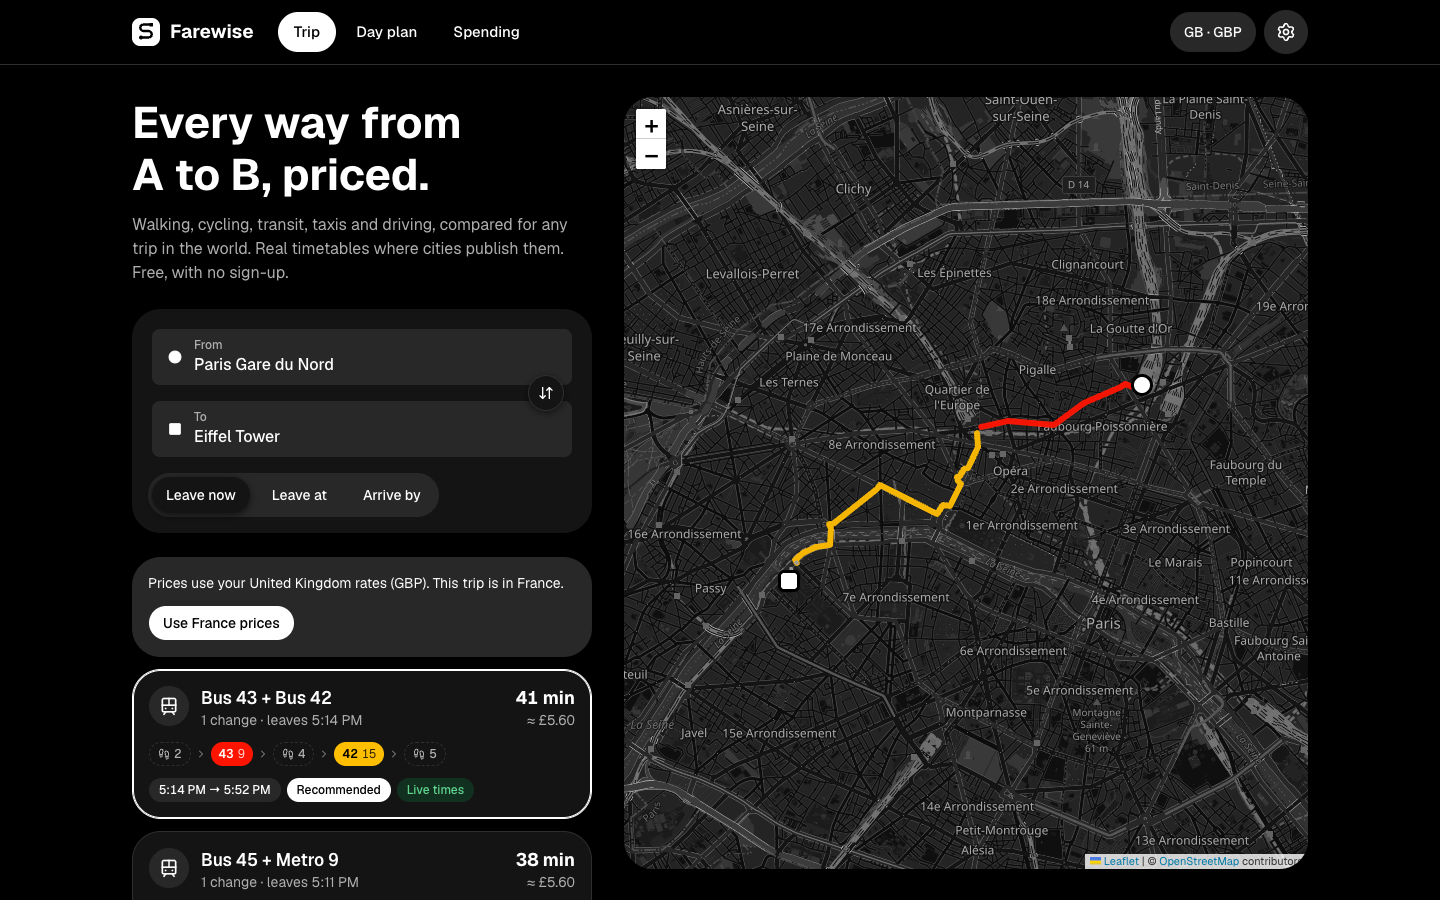 Farewise
Trip
Day plan
Spending
GB · GBP
Every way from
A to B, priced.
Walking, cycling, transit, taxis and driving, compared for any
trip in the world. Real timetables where cities publish them.
Free, with no sign-up.
From
Paris Gare du Nord
To
Eiffel Tower
Leave now
Leave at
Arrive by
Prices use your United Kingdom rates (GBP). This trip is in France.
Use France prices
Bus 43 + Bus 42
41 min
1 change · leaves 5:14 PM
≈ £5.60
2 > 43 9 > 4 > 42 15 > 5
5:14 PM → 5:52 PM
Recommended
Live times
Bus 45 + Metro 9
38 min
1 change · leaves 5:11 PM
≈ £5.60
+
−
Asnières-sur-
Seine
Saint-Ouen-
sur-Seine
La Plaine Saint-
Denis
Clichy
D 14
Saint-Denis
Levallois-Perret
Les Épinettes
Clignancourt
18e Arrondissement
19e Arron
17e Arrondissement
La Goutte d'Or
euilly-sur-
Seine
Plaine de Monceau
Pigalle
Les Ternes
Quartier de
l'Europe
Faubourg Poissonnière
8e Arrondissement
Opéra
Faubourg du
Temple
2e Arrondissement
16e Arrondissement
1er Arrondissement
3e Arrondissement
La Seine
Le Marais
Popincourt
11e Arrondisse
Passy
7e Arrondissement
4e Arrondissement
Paris
Bastille
Faubourg Sai
Antoine
6e Arrondissement
teuil
5e Arrondissement
Montparnasse
Montagne
Sainte-
Geneviève
61 m
La Seine
Javel
15e Arrondissement
14e Arrondissement
Petit-Montrouge
Alésia
13e Arrondissement
Paris
Leaflet | © OpenStreetMap contributors